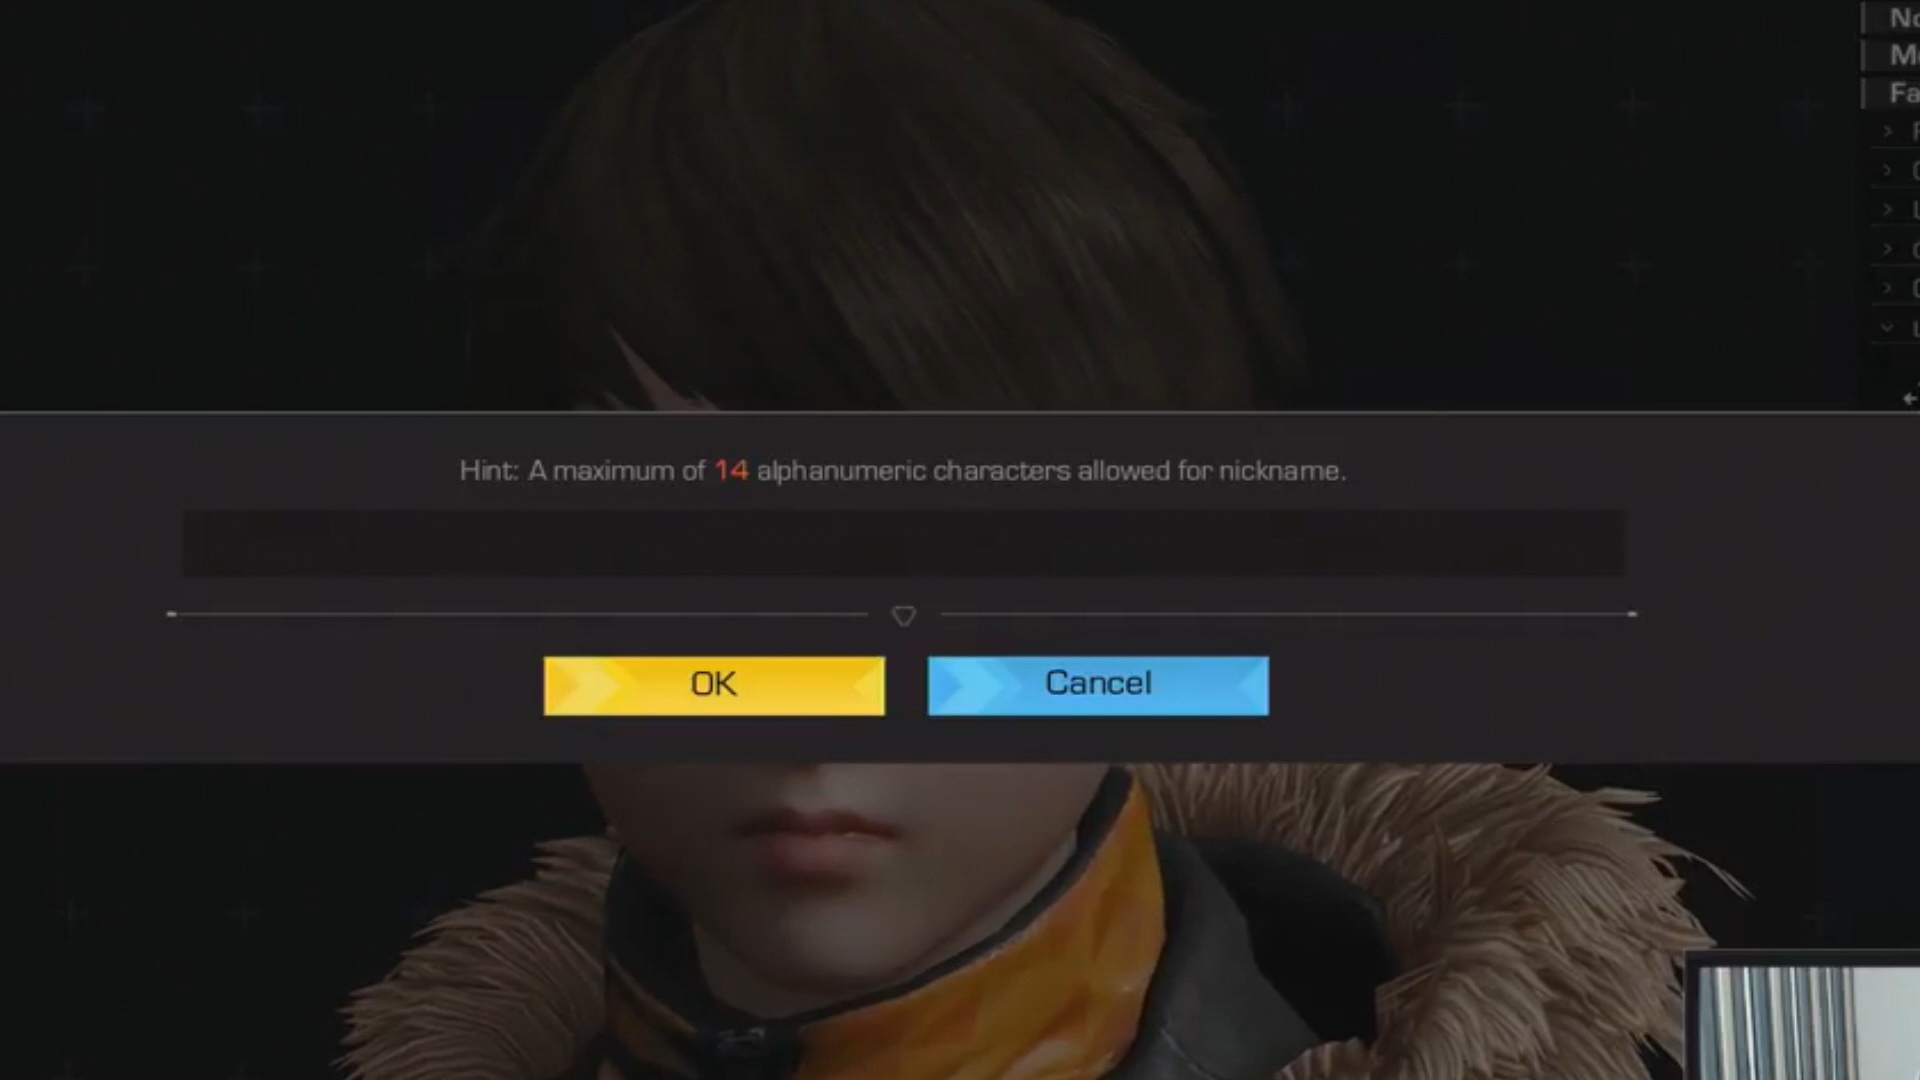 Hint: A maximum of 14 alphanumeric characters allowed for nickname.
OK
Cancel